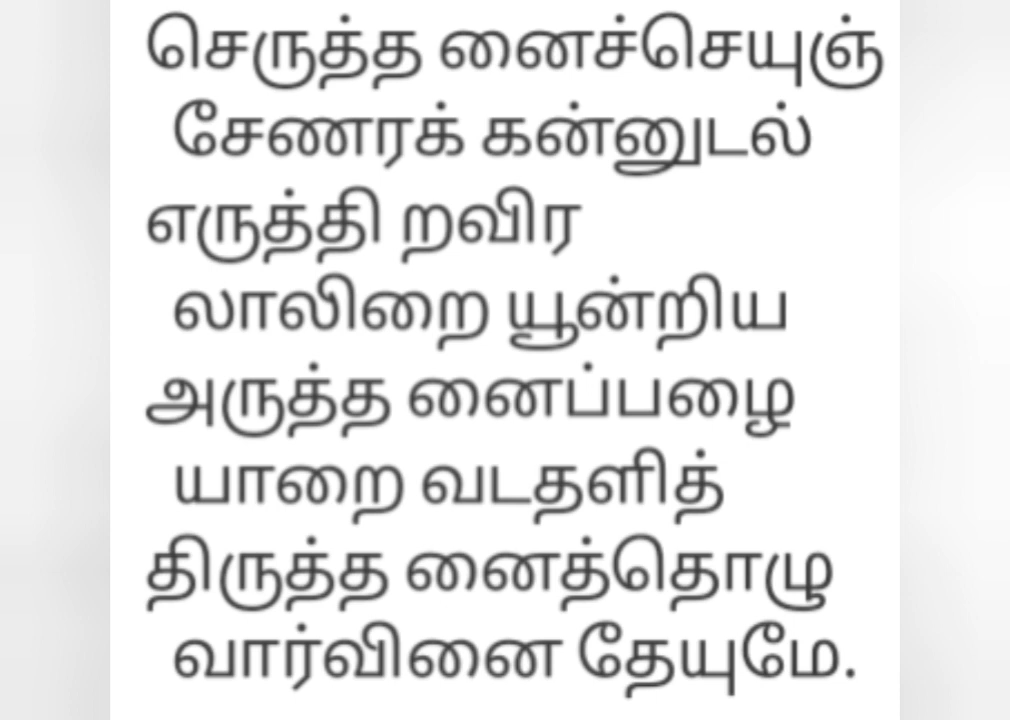 செருத்த னைச்செயுஞ்
சேணரக் கன்னுடல்
எருத்தி றவிர
லாலிறை யூன்றிய
அருத்த னைப்பழை
யாறை வடதளித்
திருத்த னைத்தொழு
வார்வினை தேயுமே.